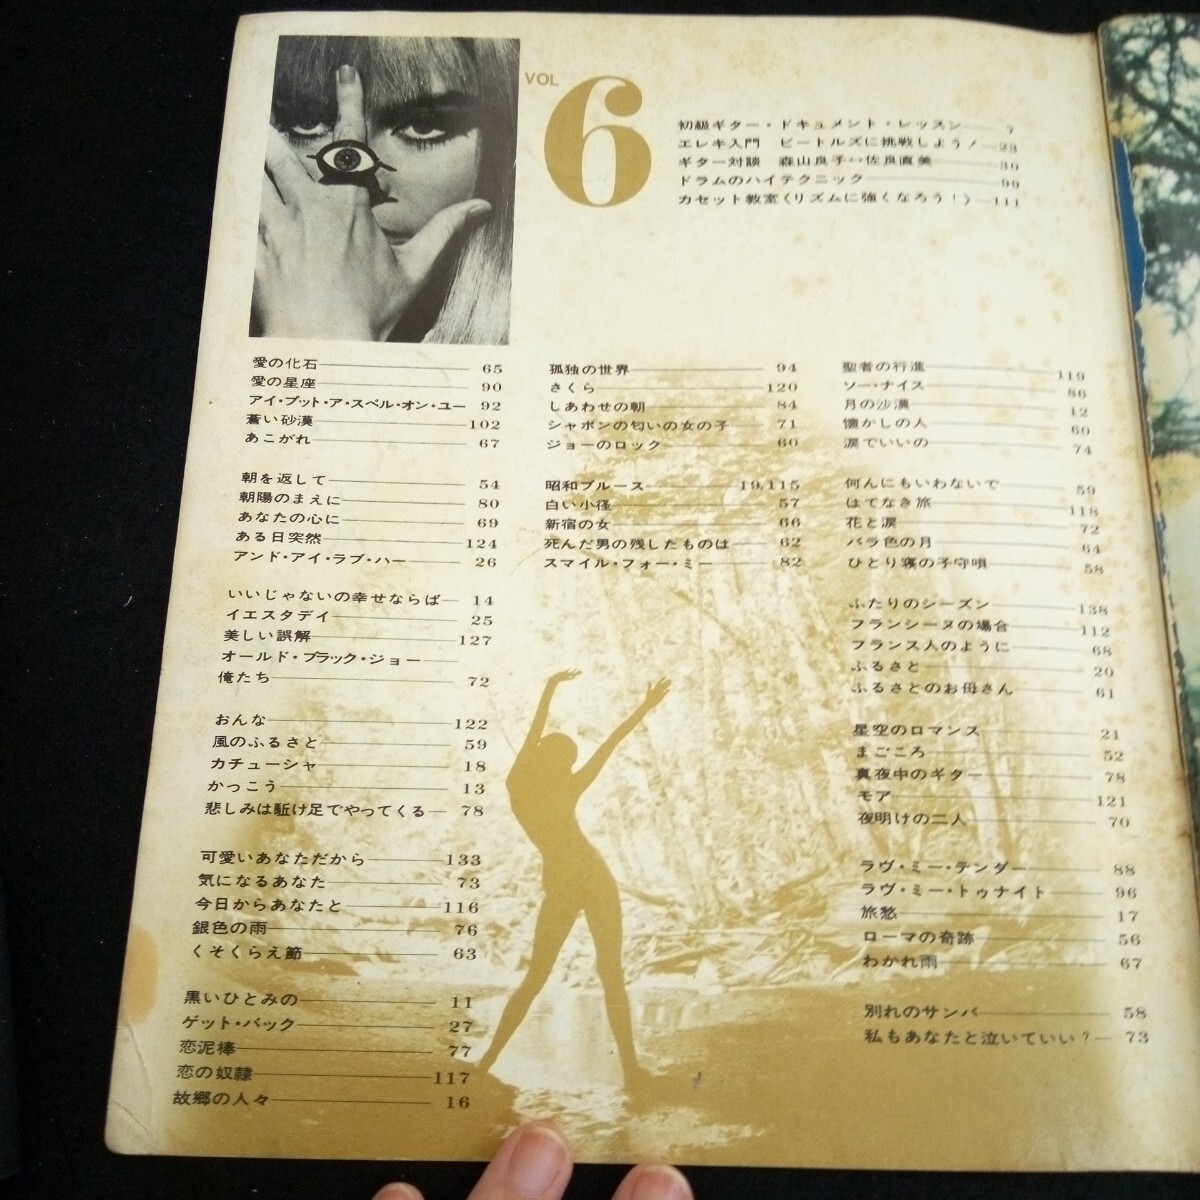 VOL
6
初級ギター・ドキュメント・レッスン 7
エレキ入門 ビートルズに挑戦しよう! 23
ギター対談 森山良子↔佐良直美 36
ドラムのハイテクニック 99
カセット教室〈リズムに強くなろう!〉 111
愛の化石 65
愛の星座 90
アイ・プット・ア・スペル・オン・ユー 92
蒼い砂漠 102
あこがれ 67
朝を返して 54
朝陽のまえに 80
あなたの心に 69
ある日突然 124
アンド・アイ・ラブ・ハー 26
いいじゃないの幸せならば 14
イエスタデイ 25
美しい誤解 127
オールド・ブラック・ジョー
俺たち 72
おんな 122
風のふるさと 59
カチューシャ 18
かっこう 13
悲しみは駈け足でやってくる 78
可愛いあなただから 133
気になるあなた 73
今日からあなたと 116
銀色の雨 76
くそくらえ節 63
黒いひとみの 11
ゲット・バック 27
恋泥棒 77
恋の奴隷 117
故郷の人々 16
孤独の世界 94
さくら 120
しあわせの朝 84
シャボンの匂いの女の子 71
ジョーのロック 60
昭和ブルース 19,115
白い小径 57
新宿の女 66
死んだ男の残したものは 62
スマイル・フォー・ミー 82
聖者の行進 119
ソー・ナイス 86
月の沙漠 12
懐かしの人 60
涙でいいの 74
何んにもいわないで 59
はてなき旅 118
花と涙 72
バラ色の月 64
ひとり寝の子守唄 58
ふたりのシーズン 138
フランシーヌの場合 112
フランス人のように 68
ふるさと 20
ふるさとのお母さん 61
星空のロマンス 21
まごころ 52
真夜中のギター 78
モア 121
夜明けの二人 70
ラヴ・ミー・テンダー 88
ラヴ・ミー・トゥナイト 96
旅愁 17
ローマの奇跡 56
わかれ雨 67
別れのサンバ 58
私もあなたと泣いていい? 73